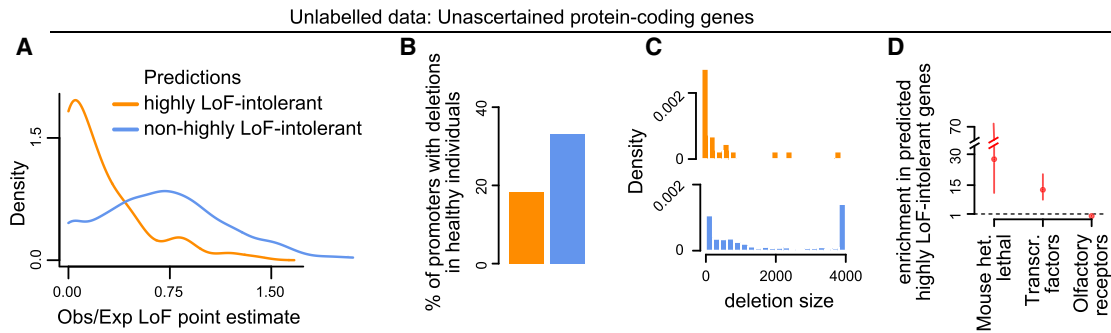 Unlabelled data: Unascertained protein-coding genes
A
Predictions
highly LoF-intolerant
non-highly LoF-intolerant
Density
1.5
0.0
0.00 0.75 1.50
Obs/Exp LoF point estimate
B
% of promoters with deletions
in healthy individuals
40
20
0
C
Density
0.002
0
0.002
0
0 2000 4000
deletion size
D
enrichment in predicted
highly LoF-intolerant genes
70
30
15
1
Mouse het.
lethal
Transcr.
factors
Olfactory
receptors